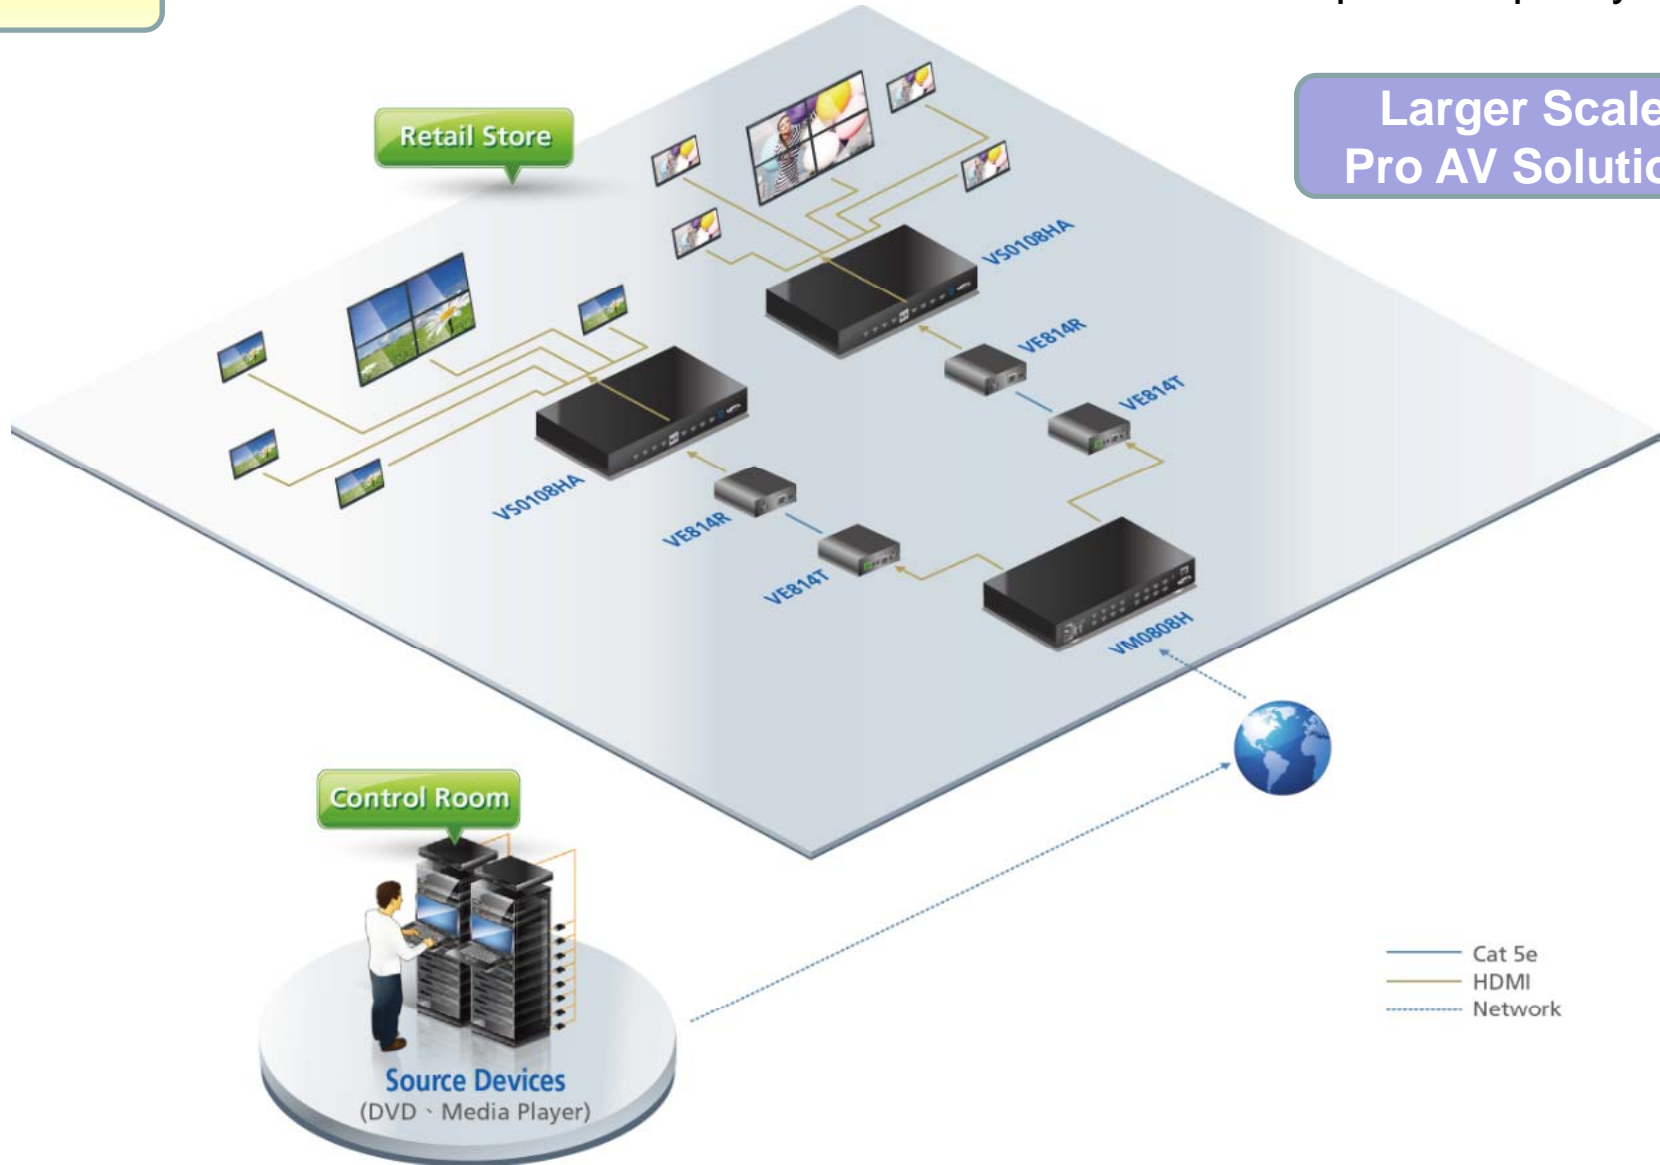 Larger Scale
Pro AV Solutio
Retail Store
VS0108HA
VE814R
VE814T
VS0108HA
VE814R
VE814T
VM0808H
Control Room
Cat 5e
HDMI
Network
Source Devices
(DVD、Media Player)